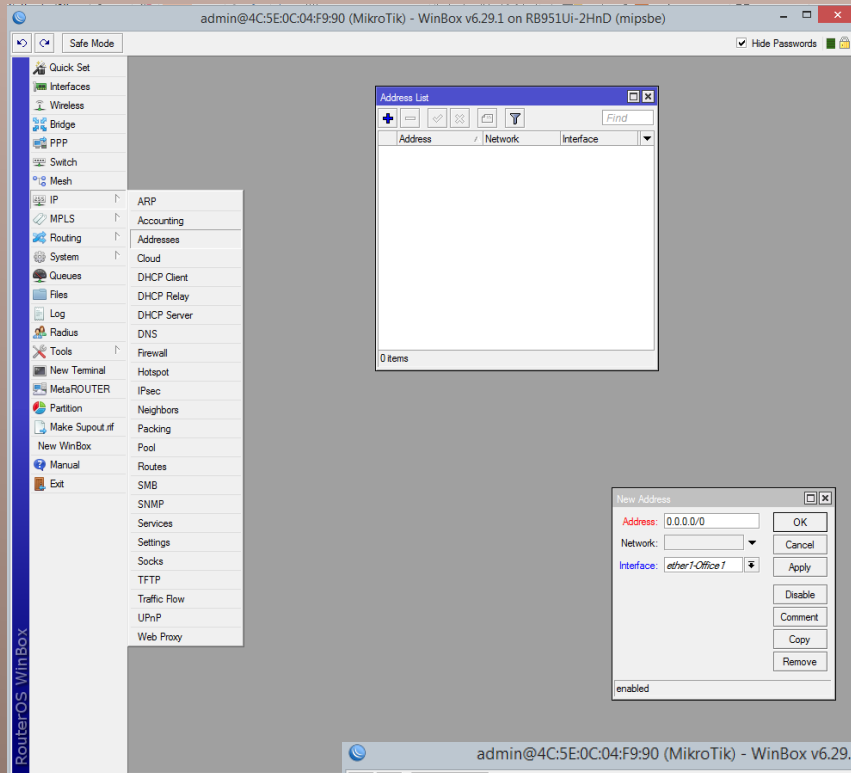 admin@4C:5E:0C:04:F9:90 (MikroTik) - WinBox v6.29.1 on RB951Ui-2HnD (mipsbe)
Safe Mode
Hide Passwords
Quick Set
Interfaces
Wireless
Bridge
PPP
Switch
Mesh
IP
MPLS
Routing
System
Queues
Files
Log
Radius
Tools
New Terminal
MetaROUTER
Partition
Make Supout.rif
New WinBox
Manual
Exit
RouterOS WinBox
ARP
Accounting
Addresses
Cloud
DHCP Client
DHCP Relay
DHCP Server
DNS
Firewall
Hotspot
IPsec
Neighbors
Packing
Pool
Routes
SMB
SNMP
Services
Settings
Socks
TFTP
Traffic Flow
UPnP
Web Proxy
Address List
Find
Address Network Interface
0 items
New Address
Address: 0.0.0.0/0 OK
Network: Cancel
Interface: ether1-Office1 Apply
Disable
Comment
Copy
Remove
enabled
admin@4C:5E:0C:04:F9:90 (MikroTik) - WinBox v6.29.